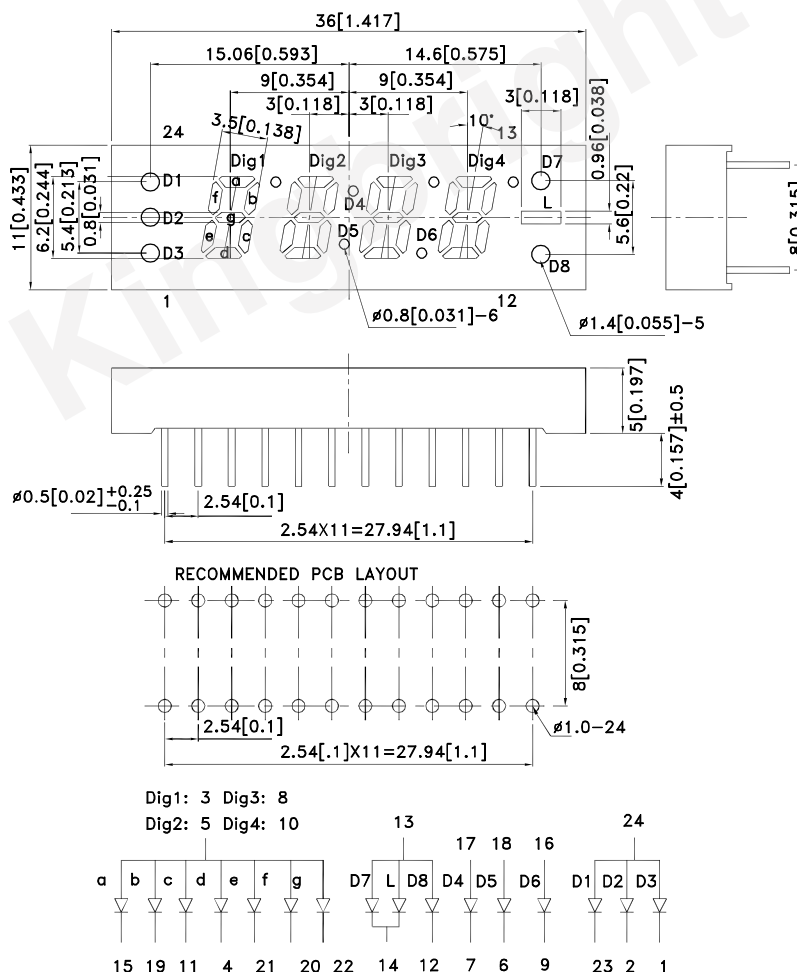 36[1.417]
15.06[0.593] 14.6[0.575]
9[0.354] 9[0.354]
3[0.118] 3[0.118] 3[0.118] 0.96[0.038]
3.5[0.138] 10°
24 13
Dig1 Dig2 Dig3 Dig4 D7
11[0.433] 6.2[0.244] 5.4[0.213] 0.8[0.031]
D1 a
f b D4
D2 g L 5.6[0.22] 8[0.315]
e c D5 D6
D3 d D8
1 12
ø0.8[0.031]-6 ø1.4[0.055]-5
Kingbright
5[0.197]
4[0.157]±0.5
ø0.5[0.02]+0.25 -0.1 2.54[0.1]
2.54X11=27.94[1.1]
RECOMMENDED PCB LAYOUT
8[0.315]
2.54[0.1] ø1.0-24
2.54[.1]X11=27.94[1.1]
Dig1: 3 Dig3: 8
Dig2: 5 Dig4: 10
13 24
17 18 16
a b c d e f g D7 L D8 D4 D5 D6 D1 D2 D3
15 19 11 4 21 20 22 14 12 7 6 9 23 2 1